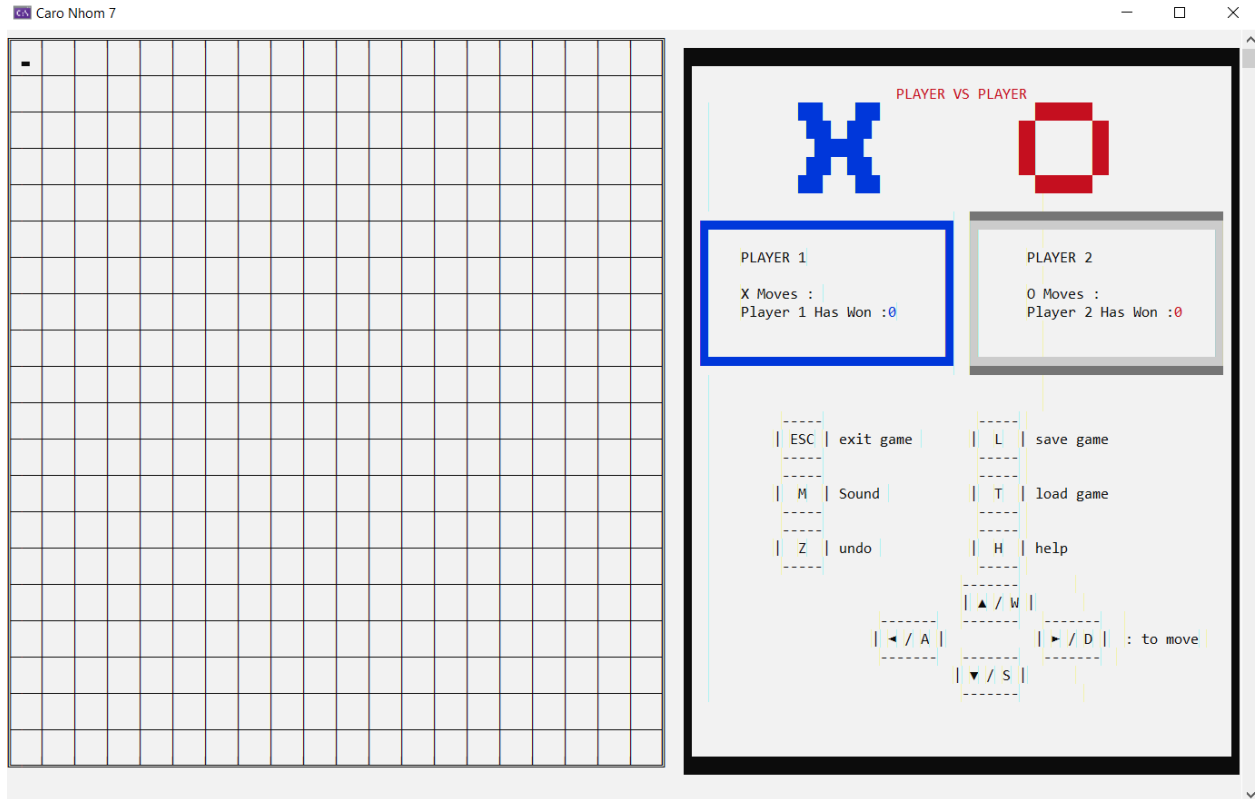 Caro Nhom 7
PLAYER VS PLAYER
X O
PLAYER 1
X Moves :
Player 1 Has Won :0
PLAYER 2
O Moves :
Player 2 Has Won :0
ESC exit game
L save game
M Sound
T load game
Z undo
H help
▲ / W
◄ / A
► / D : to move
▼ / S